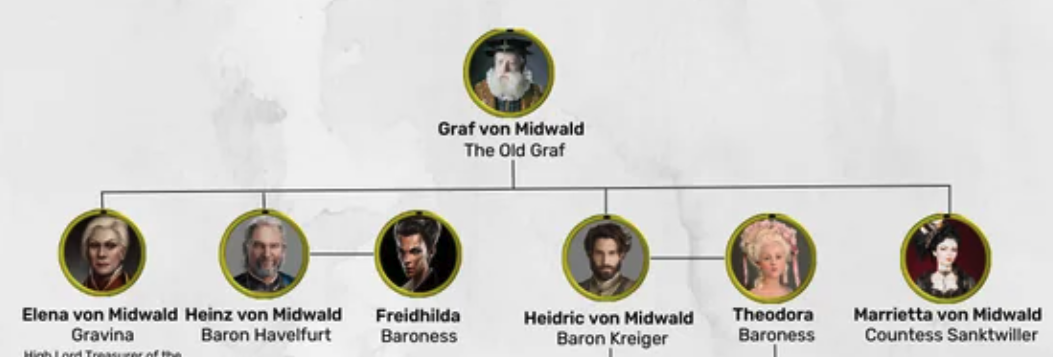 Graf von Midwald
The Old Graf
Elena von Midwald
Gravina
High Lord Treasurer of the
Heinz von Midwald
Baron Havelfurt
Freidhilda
Baroness
Heidric von Midwald
Baron Kreiger
Theodora
Baroness
Marrietta von Midwald
Countess Sanktwiller